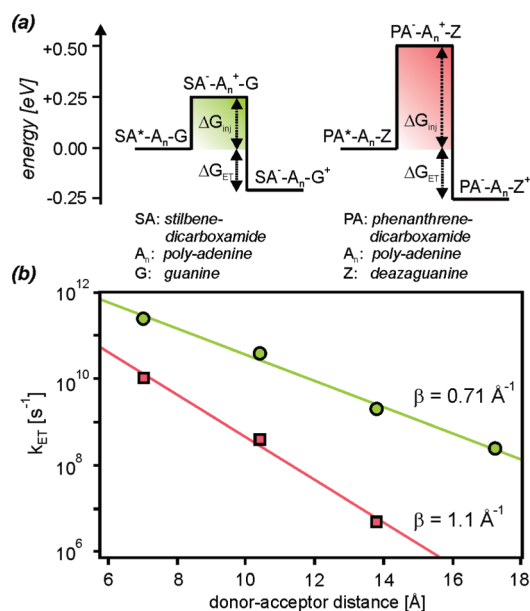 (a)
energy [eV]
+0.50
+0.25
0.00
-0.25
SA*-Aₙ-G
SA⁻-Aₙ⁺-G
ΔG_inj
ΔG_ET
SA⁻-Aₙ-G⁺
PA*-Aₙ-Z
PA⁻-Aₙ⁺-Z
ΔG_inj
ΔG_ET
PA⁻-Aₙ-Z⁺
SA: stilbene-
dicarboxamide
Aₙ: poly-adenine
G: guanine
PA: phenanthrene-
dicarboxamide
Aₙ: poly-adenine
Z: deazaguanine
(b)
k_ET [s⁻¹]
10¹²
10¹⁰
10⁸
10⁶
β = 0.71 Å⁻¹
β = 1.1 Å⁻¹
6 8 10 12 14 16 18
donor-acceptor distance [Å]